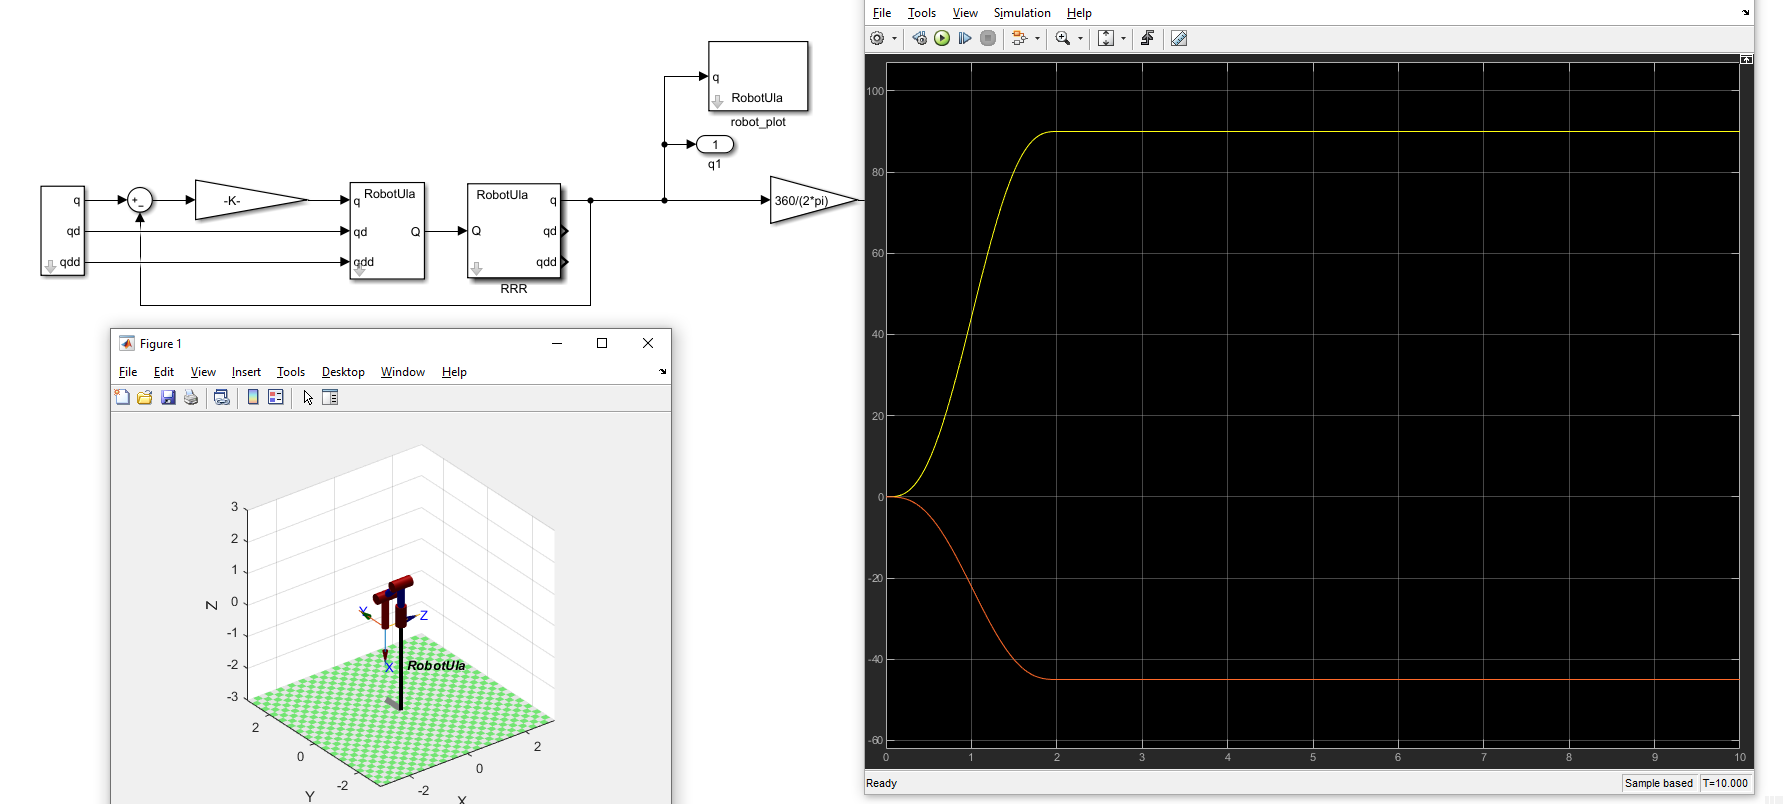 q
RobotUla
robot_plot
1
q1
q
qd
qdd
+
_
-K-
RobotUla
q
qd
qdd
Q
RobotUla
Q
q
qd
qdd
RRR
360/(2*pi)
Figure 1
File Edit View Insert Tools Desktop Window Help
3
2
1
0
-1
-2
-3
Z
2
0
-2
Y
-2
0
2
X
Y
Z
X
RobotUla
File Tools View Simulation Help
100
80
60
40
20
0
-20
-40
-60
0 1 2 3 4 5 6 7 8 9 10
Ready
Sample based T=10.000